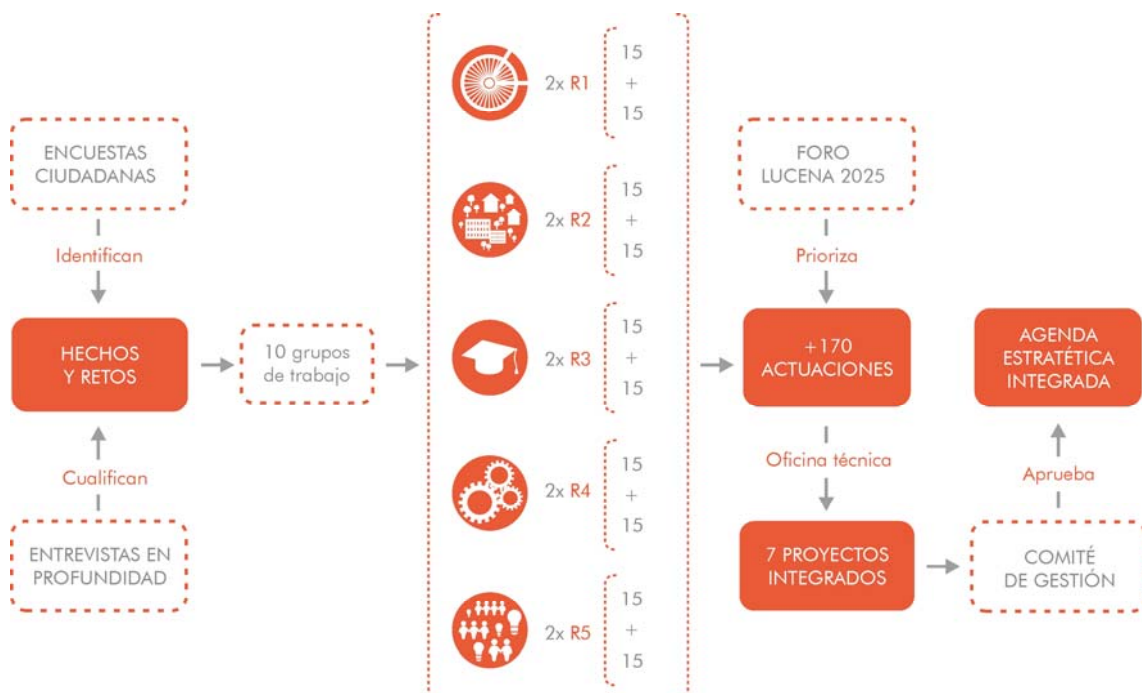 ENCUESTAS
CIUDADANAS
Identifican
HECHOS
Y RETOS
Cualifican
ENTREVISTAS EN
PROFUNDIDAD
10 grupos
de trabajo
2x R1
15
+
15
2x R2
15
+
15
2x R3
15
+
15
2x R4
15
+
15
2x R5
15
+
15
FORO
LUCENA 2025
Prioriza
+170
ACTUACIONES
Oficina técnica
7 PROYECTOS
INTEGRADOS
COMITÉ
DE GESTIÓN
Aprueba
AGENDA
ESTRATÉTICA
INTEGRADA